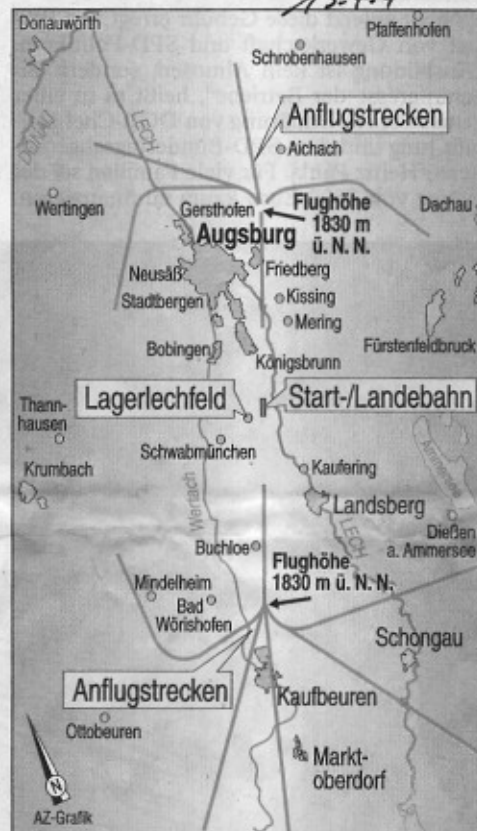 Donauwörth
Pfaffenhofen
Schrobenhausen
DONAU
LECH
Anflugstrecken
Aichach
Wertingen
Gersthofen
Flughöhe
1830 m
ü. N. N.
Dachau
Augsburg
Neusäß
Friedberg
Stadtbergen
Kissing
Mering
Bobingen
Königsbrunn
Fürstenfeldbruck
Lagerlechfeld
Start-/Landebahn
Thann-
hausen
Schwabmünchen
Krumbach
Kaufering
Ammersee
Wertach
Landsberg
LECH
Dießen
a. Ammersee
Buchloe
Flughöhe
1830 m ü. N. N.
Mindelheim
Bad
Wörishofen
Schongau
Anflugstrecken
Kaufbeuren
Ottobeuren
Markt-
oberdorf
N
AZ-Grafik